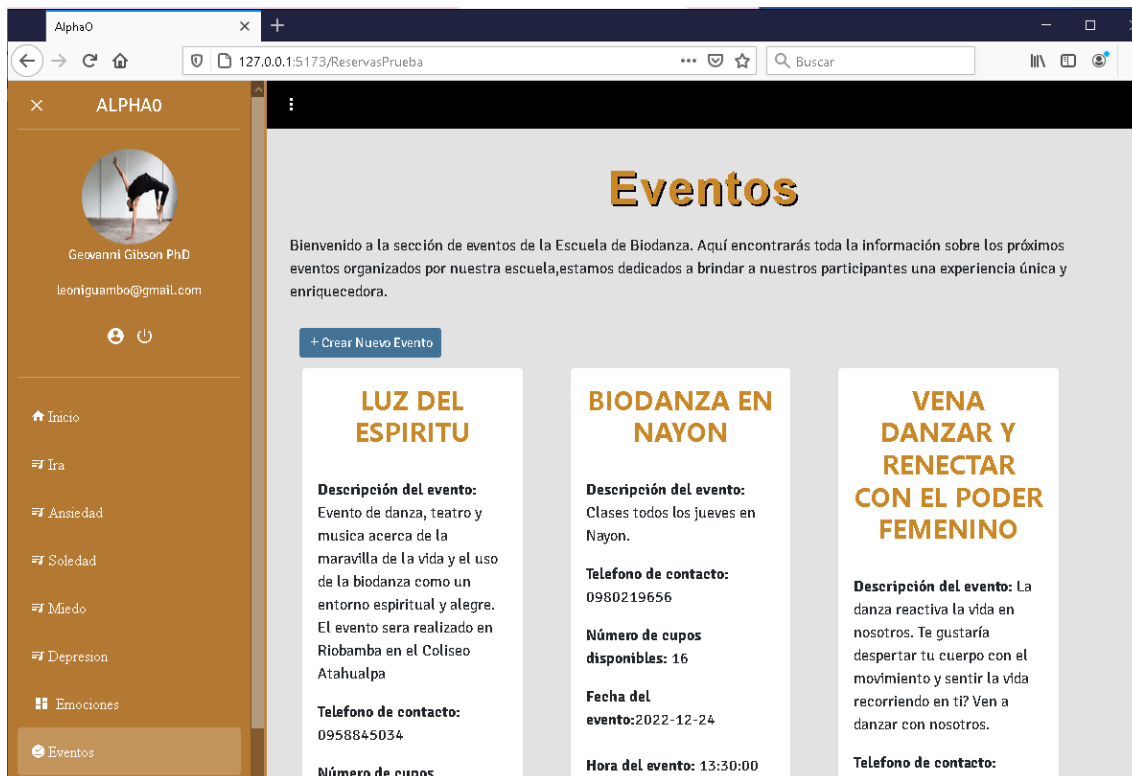 Alpha0
127.0.0.1:5173/ReservasPrueba
Buscar
ALPHA0
Geovanni Gibson PhD
leoniguambo@gmail.com
Inicio
Ira
Ansiedad
Soledad
Miedo
Depresion
Emociones
Eventos
Eventos
Bienvenido a la sección de eventos de la Escuela de Biodanza. Aquí encontrarás toda la información sobre los próximos
eventos organizados por nuestra escuela,estamos dedicados a brindar a nuestros participantes una experiencia única y
enriquecedora.
+ Crear Nuevo Evento
LUZ DEL
ESPIRITU
Descripción del evento:
Evento de danza, teatro y
musica acerca de la
maravilla de la vida y el uso
de la biodanza como un
entorno espiritual y alegre.
El evento sera realizado en
Riobamba en el Coliseo
Atahualpa
Telefono de contacto:
0958845034
Número de cupos
BIODANZA EN
NAYON
Descripción del evento:
Clases todos los jueves en
Nayon.
Telefono de contacto:
0980219656
Número de cupos
disponibles: 16
Fecha del
evento:2022-12-24
Hora del evento: 13:30:00
VENA
DANZAR Y
RENECTAR
CON EL PODER
FEMENINO
Descripción del evento: La
danza reactiva la vida en
nosotros. Te gustaría
despertar tu cuerpo con el
movimiento y sentir la vida
recorriendo en ti? Ven a
danzar con nosotros.
Telefono de contacto: